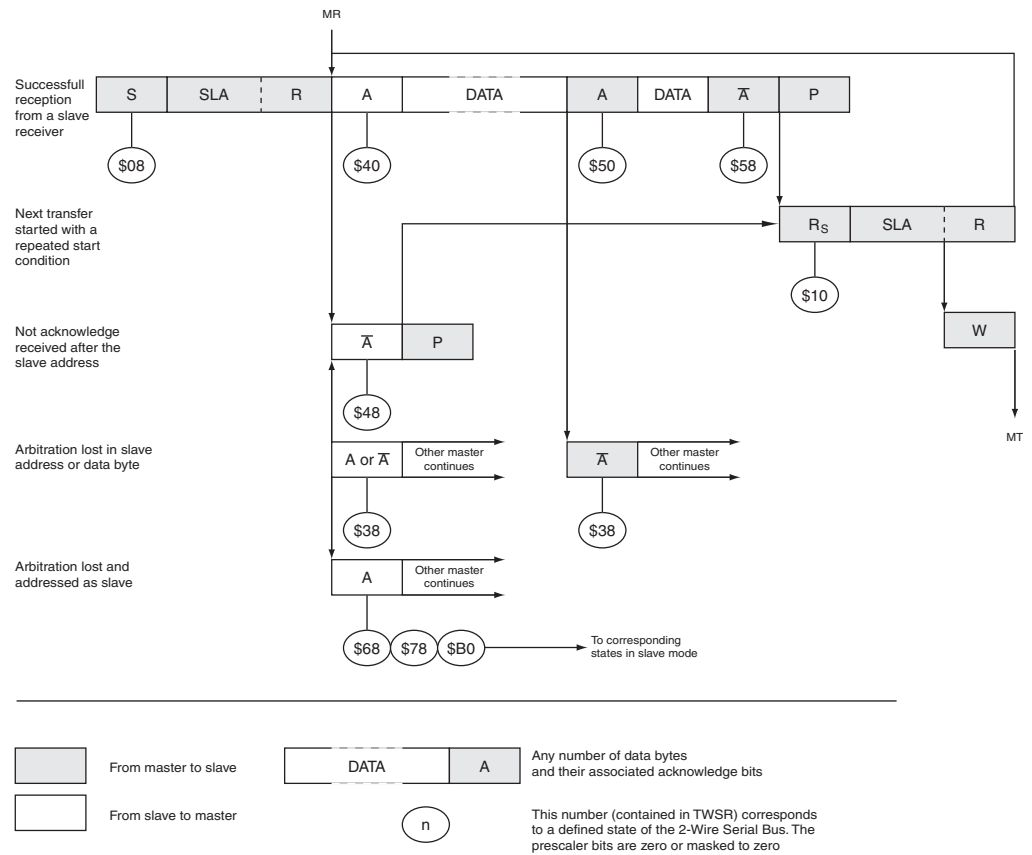 MR
Successfull
reception
from a slave
receiver
S SLA R A DATA A DATA A̅ P
$08 $40 $50 $58
Next transfer
started with a
repeated start
condition
RS SLA R
$10
Not acknowledge
received after the
slave address
A̅ P
W
$48
MT
Arbitration lost in slave
address or data byte
A or A̅
Other master
continues
A̅
Other master
continues
$38 $38
Arbitration lost and
addressed as slave
A
Other master
continues
$68 $78 $B0
To corresponding
states in slave mode
From master to slave
DATA A
Any number of data bytes
and their associated acknowledge bits
From slave to master
n
This number (contained in TWSR) corresponds
to a defined state of the 2-Wire Serial Bus. The
prescaler bits are zero or masked to zero